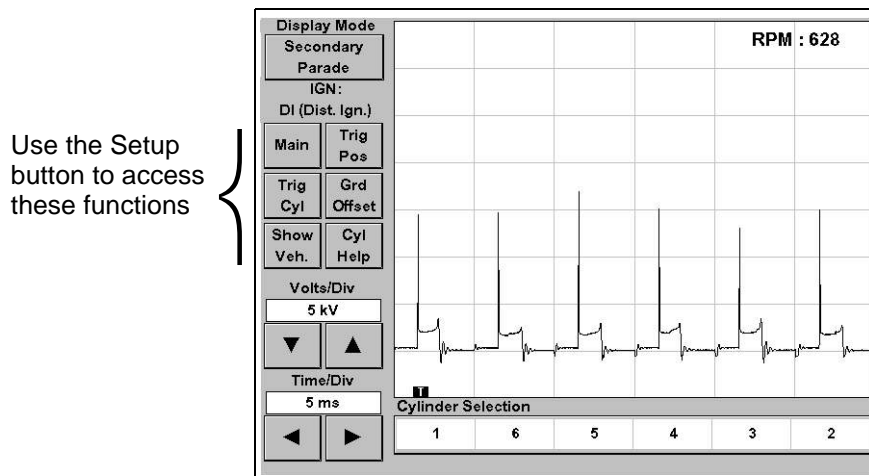 Use the Setup
button to access
these functions
Display Mode
Secondary
Parade
IGN:
DI (Dist. Ign.)
Main
Trig
Pos
Trig
Cyl
Grd
Offset
Show
Veh.
Cyl
Help
Volts/Div
5 kV
Time/Div
5 ms
RPM : 628
T
Cylinder Selection
1 6 5 4 3 2